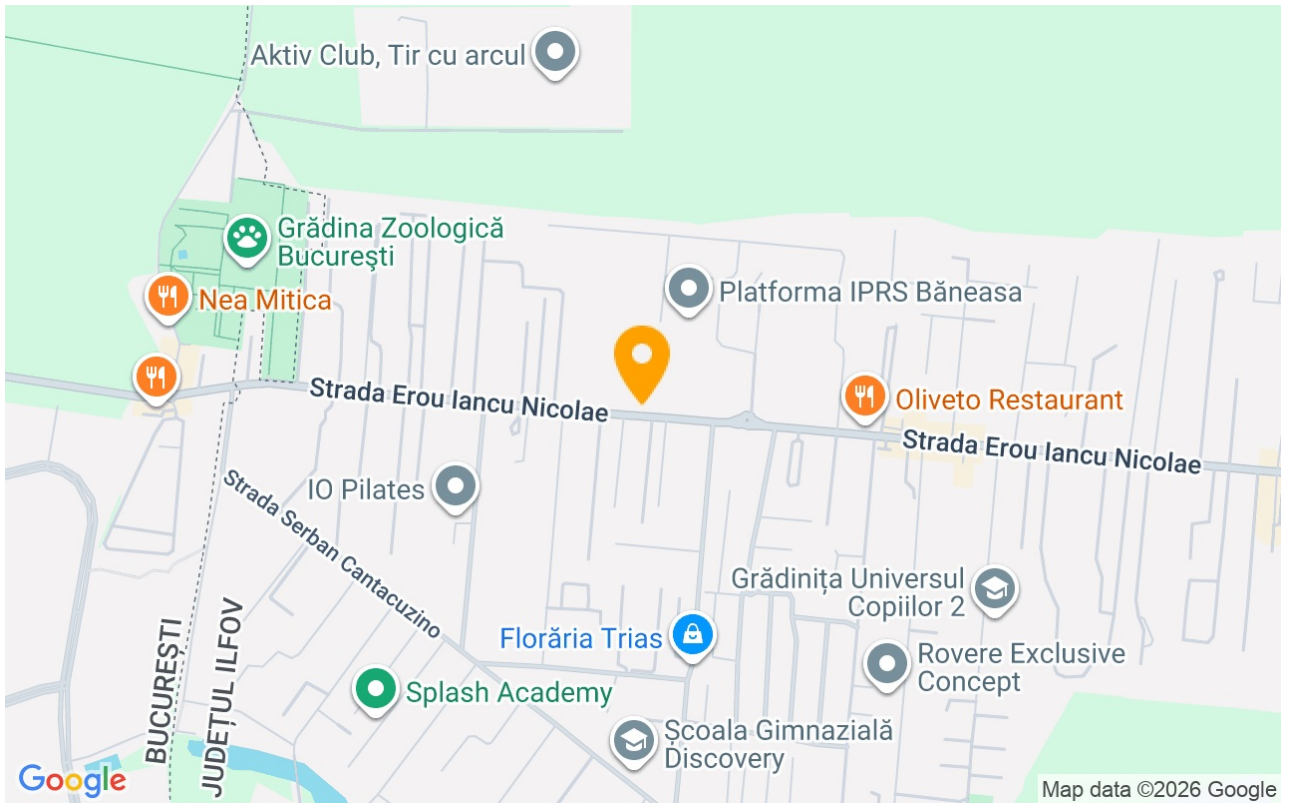 Aktiv Club, Tir cu arcul
Grădina Zoologică
București
Nea Mitica
Platforma IPRS Băneasa
Strada Erou Iancu Nicolae
Oliveto Restaurant
Strada Erou Iancu Nicolae
IO Pilates
Strada Serban Cantacuzino
Grădinița Universul
Copiilor 2
BUCUREȘTI
JUDEȚUL ILFOV
Florăria Trias
Rovere Exclusive
Concept
Splash Academy
Școala Gimnazială
Discovery
Google
Map data ©2026 Google